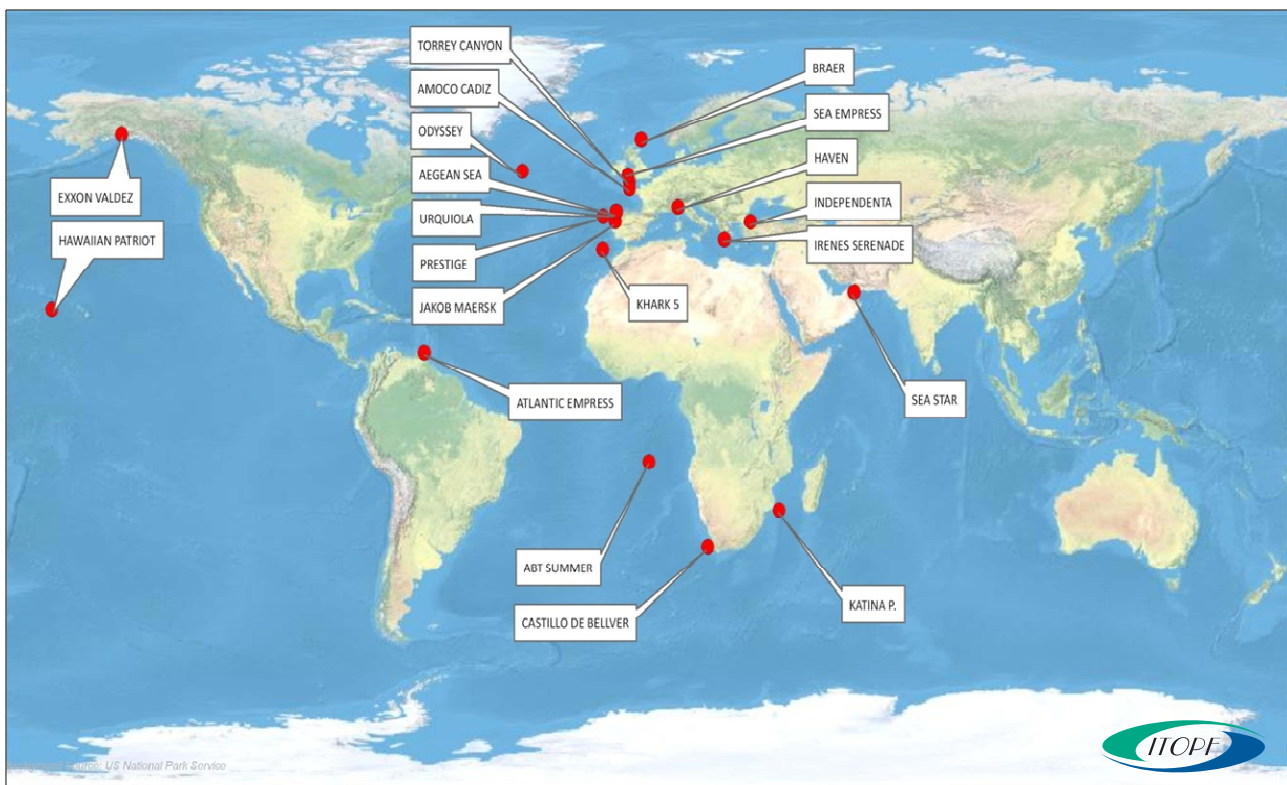 TORREY CANYON
BRAER
AMOCO CADIZ
SEA EMPRESS
ODYSSEY
HAVEN
AEGEAN SEA
EXXON VALDEZ
INDEPENDENTA
URQUIOLA
HAWAIIAN PATRIOT
IRENES SERENADE
PRESTIGE
JAKOB MAERSK
KHARK 5
ATLANTIC EMPRESS
SEA STAR
ABT SUMMER
KATINA P.
CASTILLO DE BELLVER
ITOPF
Source: US National Park Service